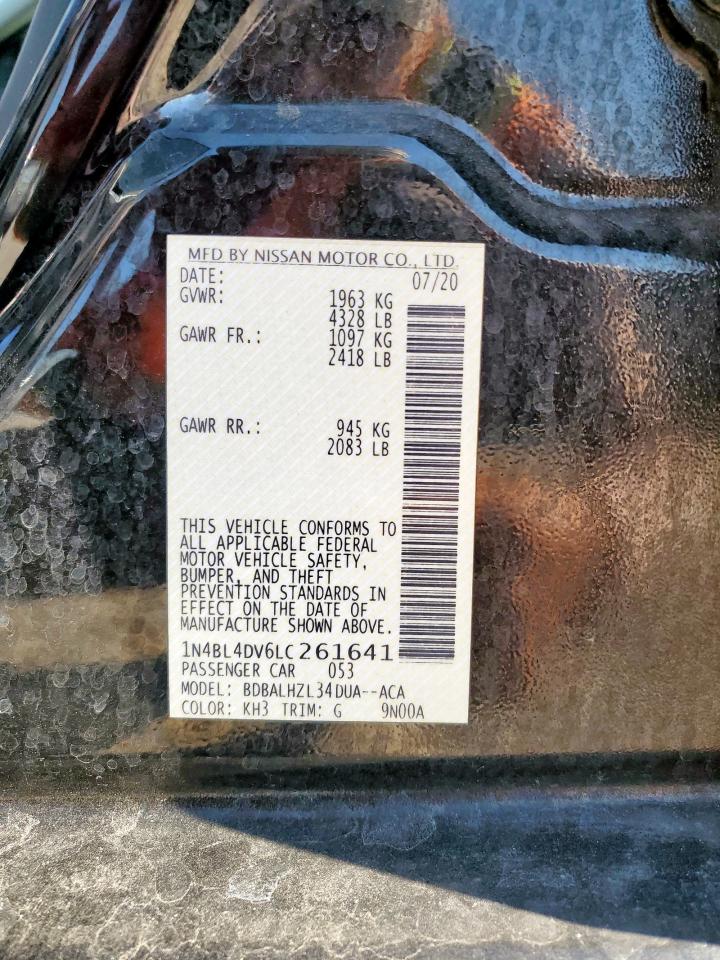 MFD BY NISSAN MOTOR CO., LTD.
DATE: 07/20
GVWR: 1963 KG
4328 LB
GAWR FR.: 1097 KG
2418 LB
GAWR RR.: 945 KG
2083 LB
THIS VEHICLE CONFORMS TO
ALL APPLICABLE FEDERAL
MOTOR VEHICLE SAFETY,
BUMPER, AND THEFT
PREVENTION STANDARDS IN
EFFECT ON THE DATE OF
MANUFACTURE SHOWN ABOVE.
1N4BL4DV6LC261641
PASSENGER CAR 053
MODEL: BDBALHZL34DUA--ACA
COLOR: KH3 TRIM: G 9N00A